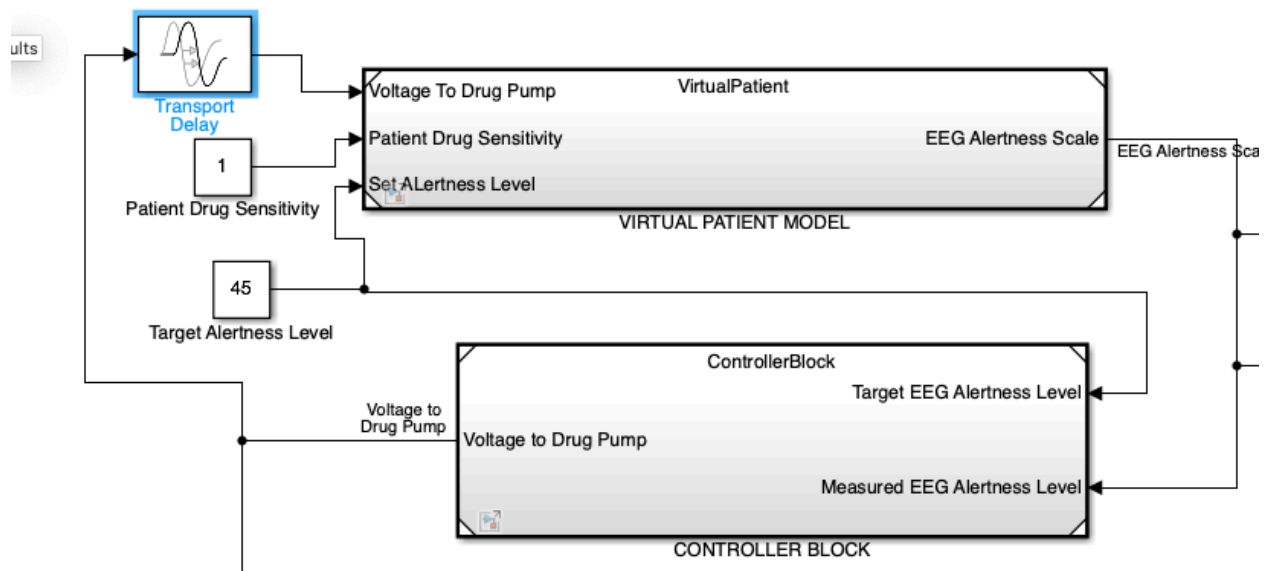 ults
Transport
Delay
Voltage To Drug Pump
VirtualPatient
Patient Drug Sensitivity
EEG Alertness Scale
EEG Alertness Sca
1
Set ALertness Level
Patient Drug Sensitivity
VIRTUAL PATIENT MODEL
45
Target Alertness Level
ControllerBlock
Target EEG Alertness Level
Voltage to
Drug Pump
Voltage to Drug Pump
Measured EEG Alertness Level
CONTROLLER BLOCK